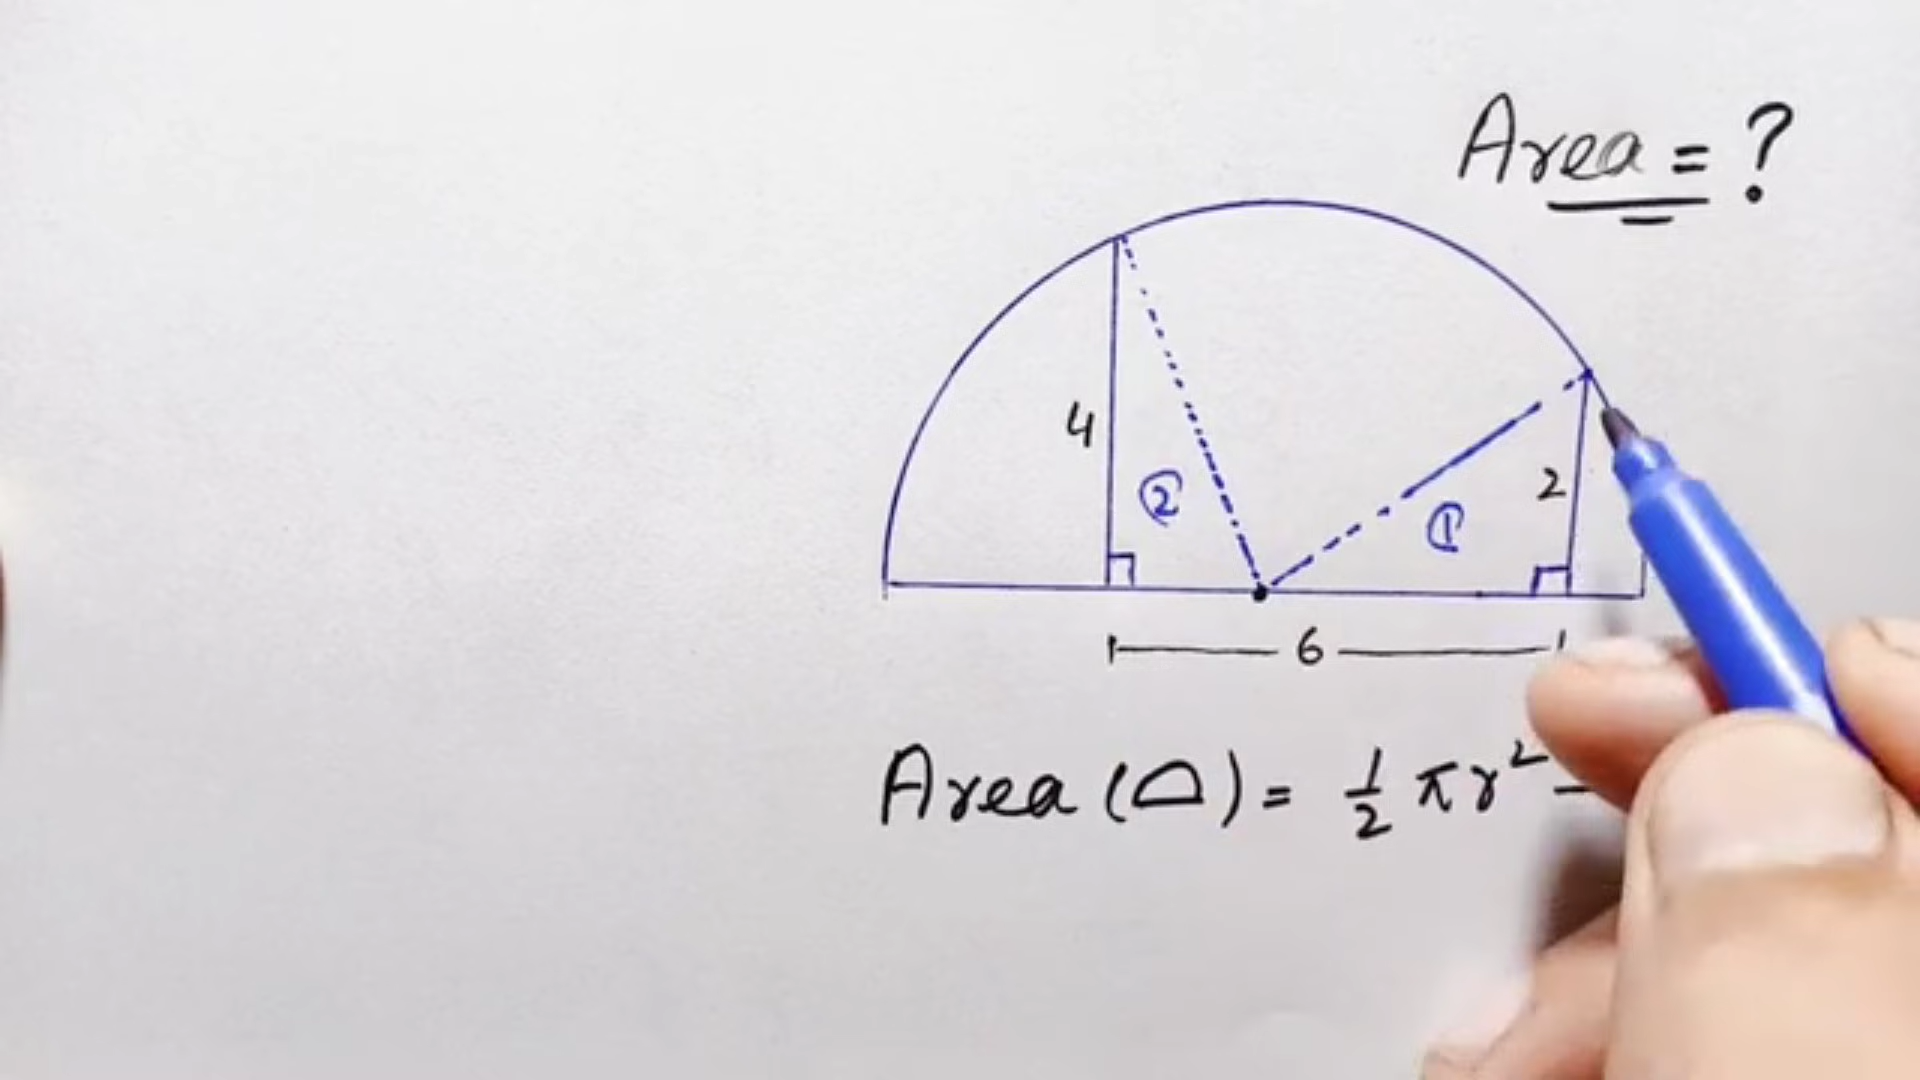 Area = ?
4
②
①
2
6
Area (⌓) = ½ πr² =